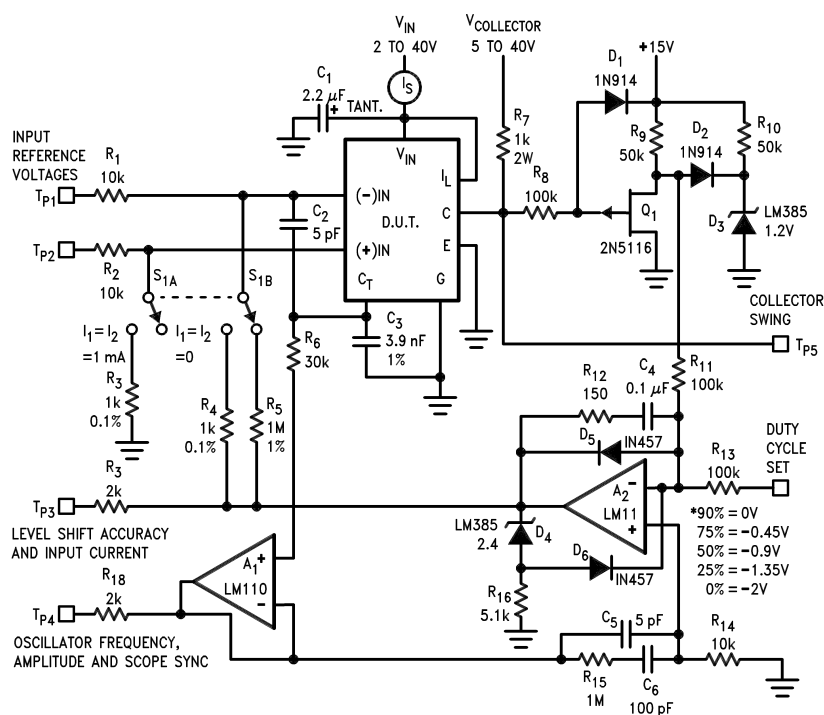 V_IN
2 TO 40V
V_COLLECTOR
5 TO 40V
+15V
D1
1N914
C1
2.2 μF
+ TANT.
I_S
R7
1k
2W
R9
50k
D2
1N914
R10
50k
INPUT
REFERENCE
VOLTAGES
R1
10k
V_IN
I_L
R8
100k
T_P1
(-)IN
C
Q1
D3
LM385
1.2V
C2
5 pF
D.U.T.
2N5116
T_P2
(+)IN
E
R2
10k
S1A
S1B
C_T
G
COLLECTOR
SWING
I1=I2
=1 mA
I1=I2
=0
R6
30k
C3
3.9 nF
1%
T_P5
R3
1k
0.1%
R4
1k
0.1%
R5
1M
1%
R12
150
C4
0.1 μF
R11
100k
D5
IN457
DUTY
CYCLE
SET
R13
100k
R3
2k
T_P3
A2
-
LM11
+
*90% = 0V
75% = -0.45V
50% = -0.9V
25% = -1.35V
0% = -2V
LEVEL SHIFT ACCURACY
AND INPUT CURRENT
LM385
2.4
D4
D6
IN457
A1
+
LM110
-
R18
2k
T_P4
R16
5.1k
OSCILLATOR FREQUENCY,
AMPLITUDE AND SCOPE SYNC
C5
5 pF
R14
10k
R15
1M
C6
100 pF